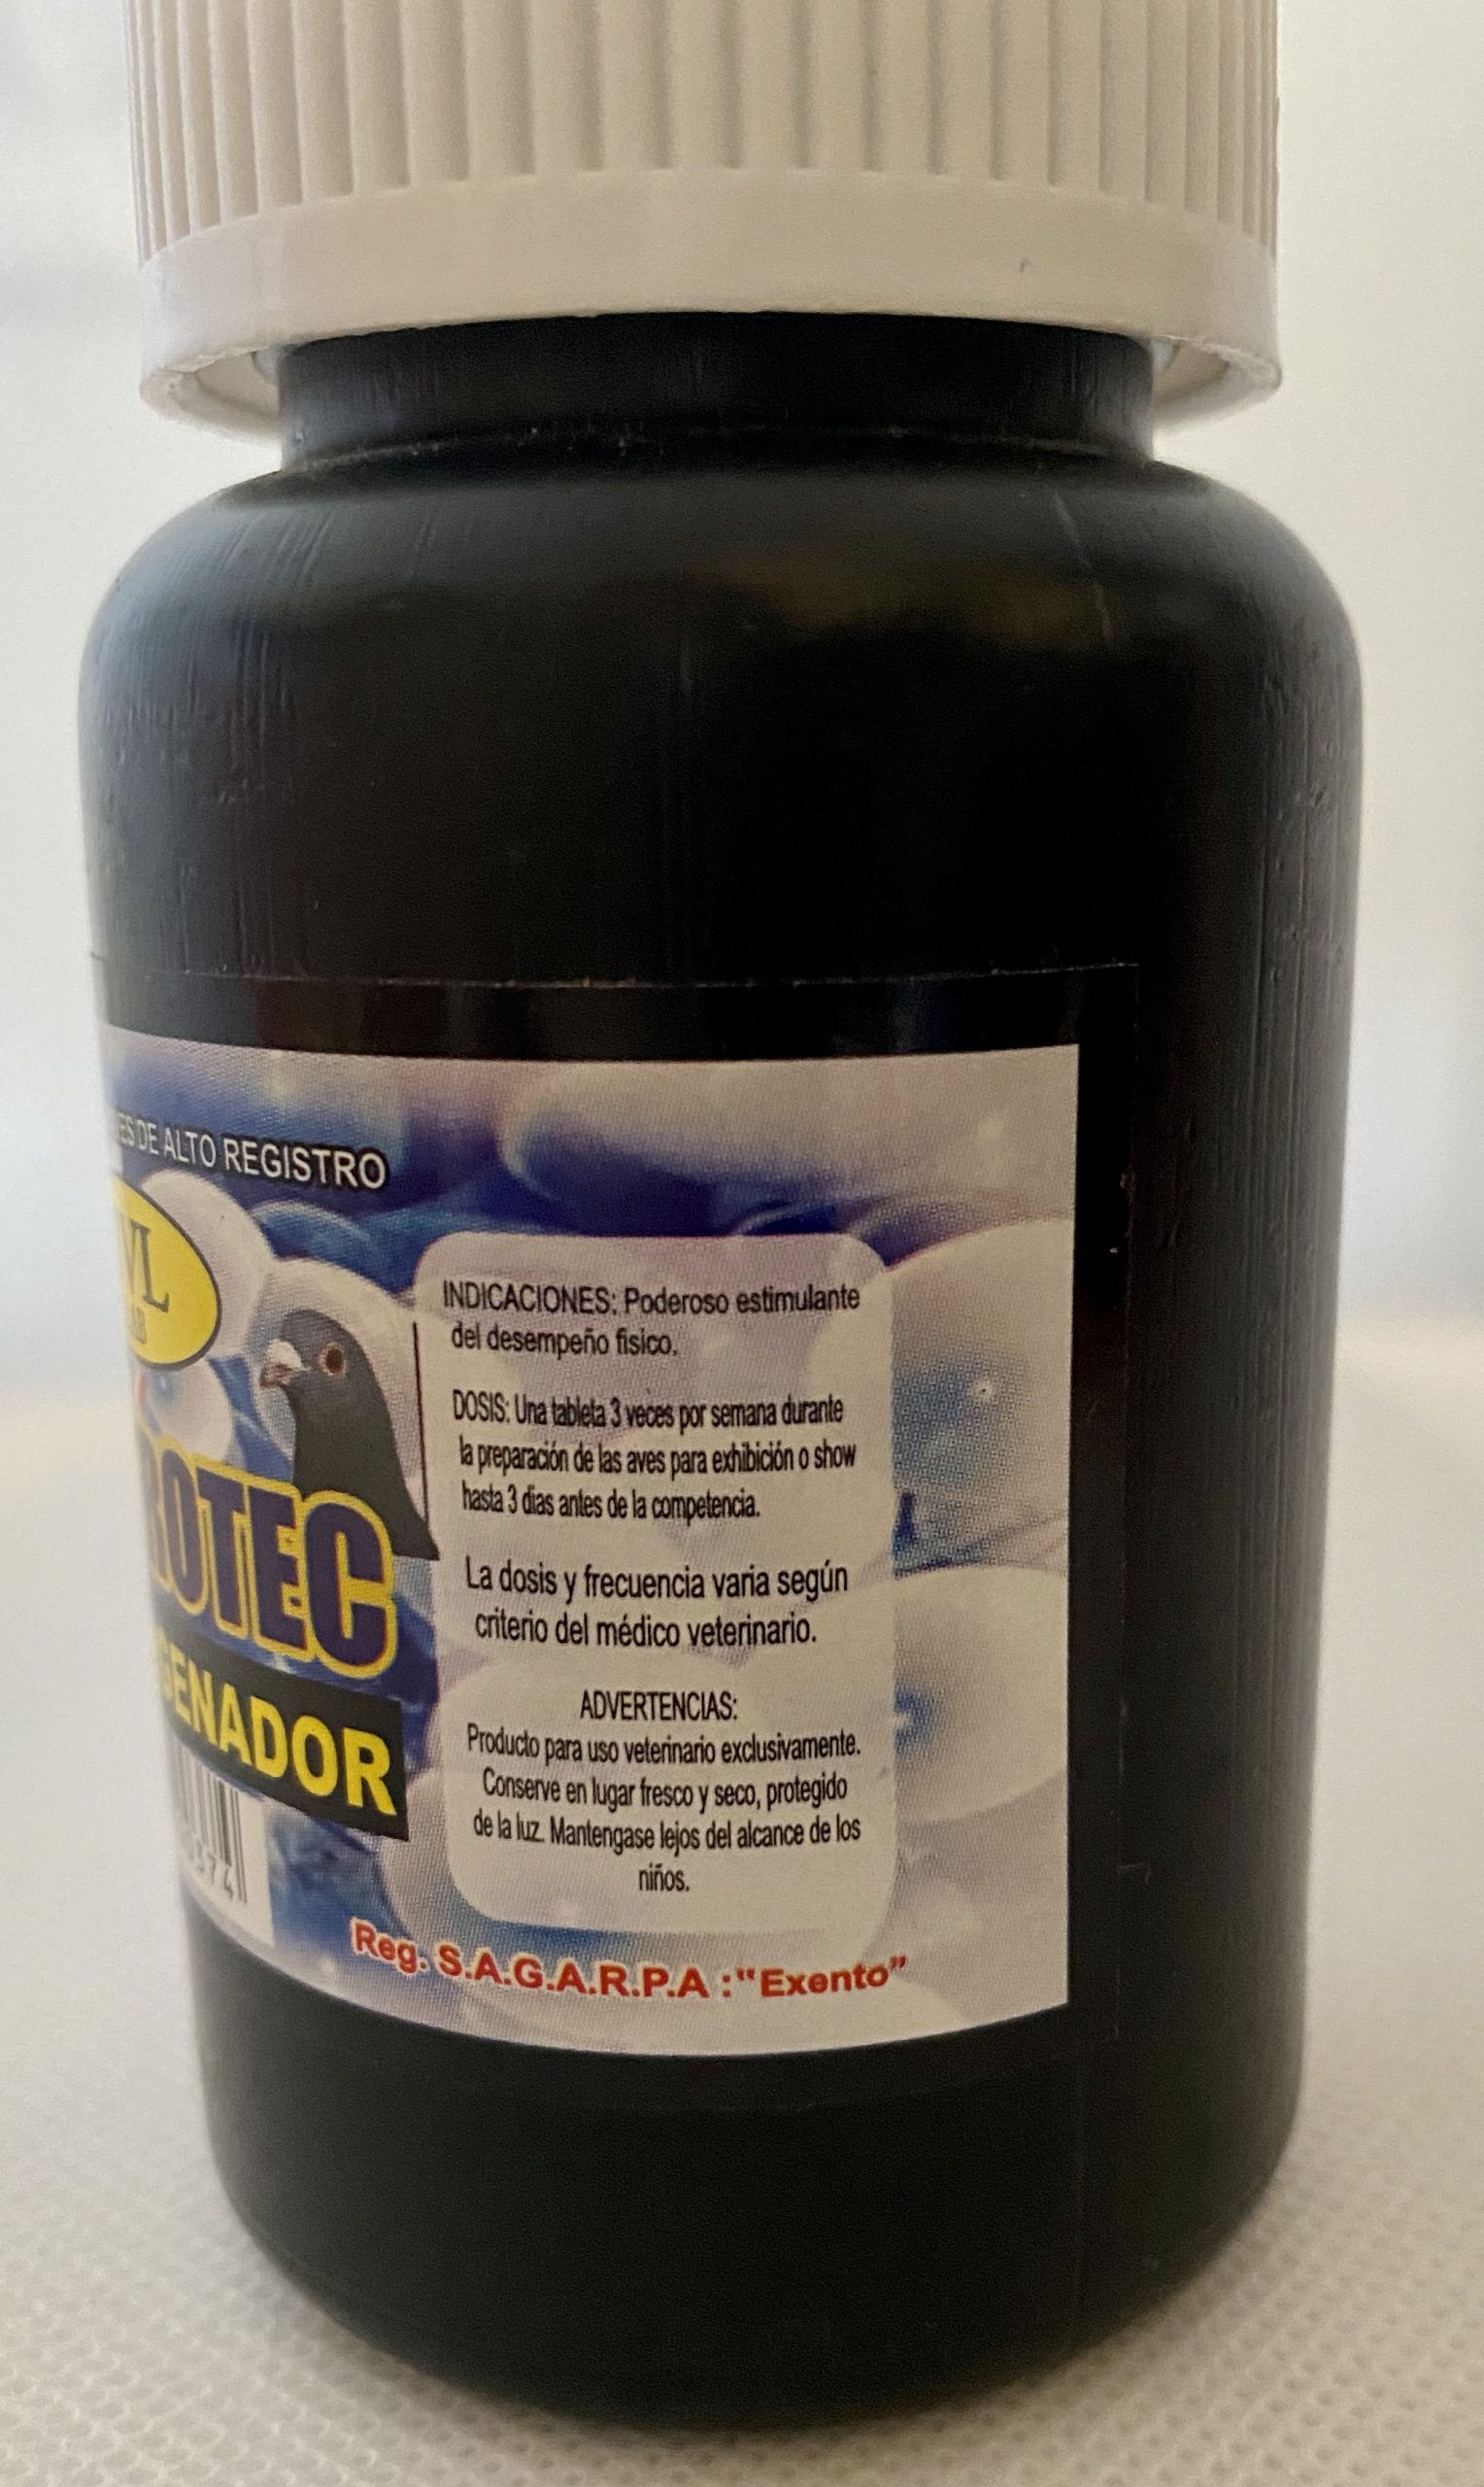 DE ALTO REGISTRO
VL
INDICACIONES: Poderoso estimulante
del desempeño fisico.
DOSIS: Una tableta 3 veces por semana durante
la preparación de las aves para exhibición o show
hasta 3 dias antes de la competencia.
La dosis y frecuencia varia según
criterio del médico veterinario.
ADVERTENCIAS:
Producto para uso veterinario exclusivamente.
Conserve en lugar fresco y seco, protegido
de la luz. Mantengase lejos del alcance de los
niños.
ROTEC
GENADOR
Reg. S.A.G.A.R.P.A :"Exento"